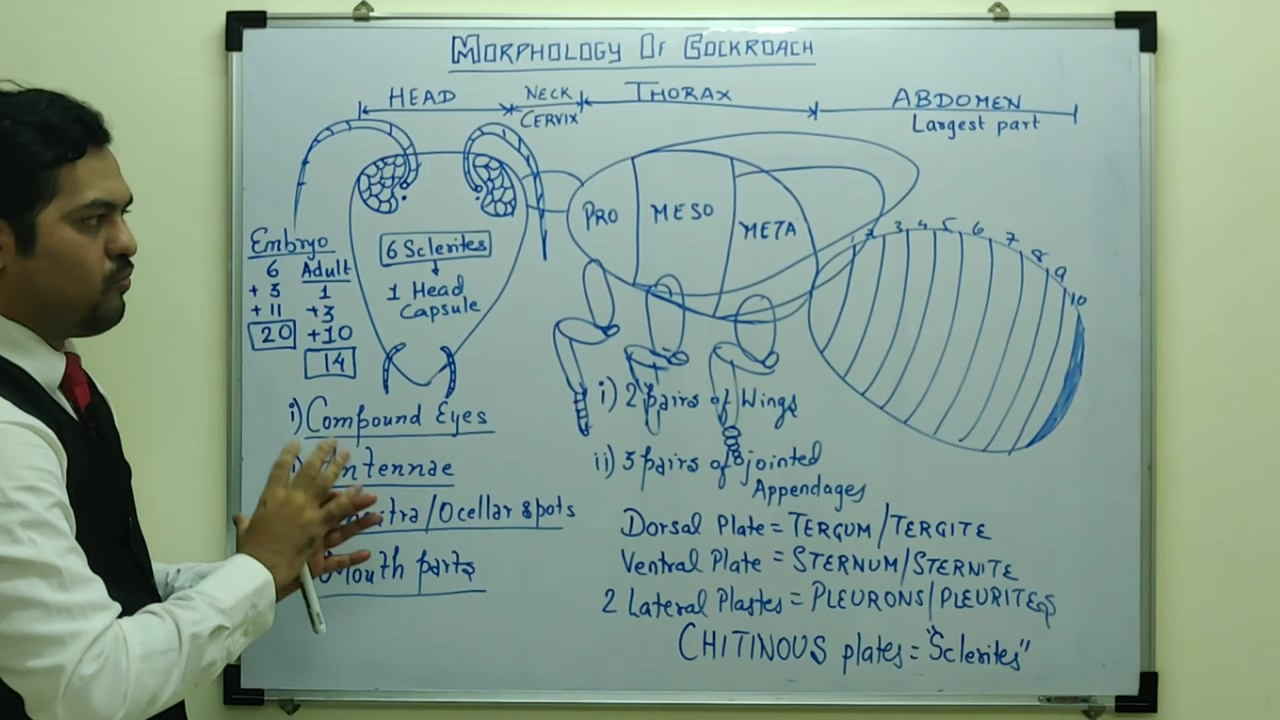 MORPHOLOGY OF COCKROACH
HEAD
NECK
CERVIX
THORAX
ABDOMEN
Largest part
PRO
MESO
META
1 2 3 4 5 6 7 8 9 10
Embryo
6
+ 3
+ 11
20
Adult
1
+3
+10
14
6 Sclerites
1 Head
Capsule
i) Compound Eyes
Antennae
/Ocellar spots
Mouth parts
i) 2 pairs of Wings
ii) 3 pairs of jointed
Appendages
Dorsal Plate = TERGUM/TERGITE
Ventral Plate = STERNUM/STERNITE
2 Lateral Plastes = PLEURONS/PLEURITES
CHITINOUS plates = "Sclerites"